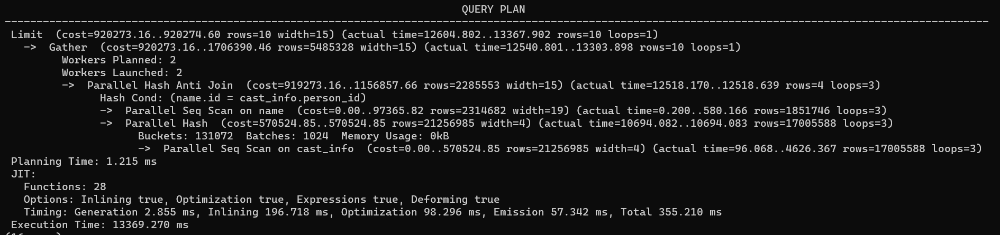 QUERY PLAN
----------------------------------------------------------------------------------------------------------------------------------------------------------
Limit  (cost=920273.16..920274.60 rows=10 width=15) (actual time=12604.802..13367.902 rows=10 loops=1)
  ->  Gather  (cost=920273.16..1706390.46 rows=5485328 width=15) (actual time=12540.801..13303.898 rows=10 loops=1)
        Workers Planned: 2
        Workers Launched: 2
        ->  Parallel Hash Anti Join  (cost=919273.16..1156857.66 rows=2285553 width=15) (actual time=12518.170..12518.639 rows=4 loops=3)
              Hash Cond: (name.id = cast_info.person_id)
              ->  Parallel Seq Scan on name  (cost=0.00..97365.82 rows=2314682 width=19) (actual time=0.200..580.166 rows=1851746 loops=3)
              ->  Parallel Hash  (cost=570524.85..570524.85 rows=21256985 width=4) (actual time=10694.082..10694.083 rows=17005588 loops=3)
                    Buckets: 131072  Batches: 1024  Memory Usage: 0kB
                    ->  Parallel Seq Scan on cast_info  (cost=0.00..570524.85 rows=21256985 width=4) (actual time=96.068..4626.367 rows=17005588 loops=3)
Planning Time: 1.215 ms
JIT:
  Functions: 28
  Options: Inlining true, Optimization true, Expressions true, Deforming true
  Timing: Generation 2.855 ms, Inlining 196.718 ms, Optimization 98.296 ms, Emission 57.342 ms, Total 355.210 ms
Execution Time: 13369.270 ms